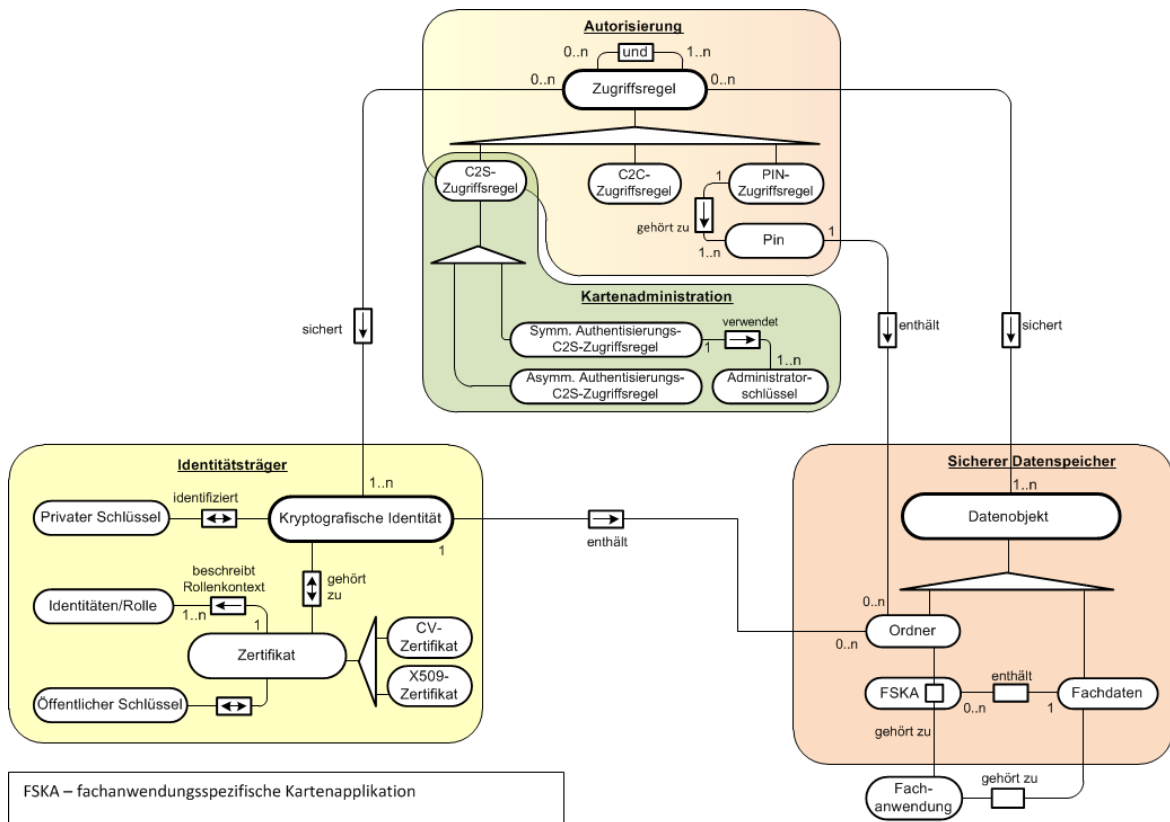 Autorisierung
0..n
und
1..n
0..n
Zugriffsregel
0..n
C2S-
Zugriffsregel
C2C-
Zugriffsregel
PIN-
Zugriffsregel
1
gehört zu
1..n
Pin
1
Kartenadministration
sichert
Symm. Authentisierungs-
C2S-Zugriffsregel
1
verwendet
1..n
Asymm. Authentisierungs-
C2S-Zugriffsregel
Administrator-
schlüssel
enthält
sichert
Identitätsträger
1..n
Privater Schlüssel
identifiziert
Kryptografische Identität
1
enthält
beschreibt
Rollenkontext
gehört
zu
Identitäten/Rolle
1..n
1
Zertifikat
CV-
Zertifikat
X509-
Zertifikat
Öffentlicher Schlüssel
Sicherer Datenspeicher
1..n
Datenobjekt
0..n
0..n
Ordner
FSKA
0..n
enthält
1
Fachdaten
gehört zu
Fach-
anwendung
gehört zu
FSKA – fachanwendungsspezifische Kartenapplikation